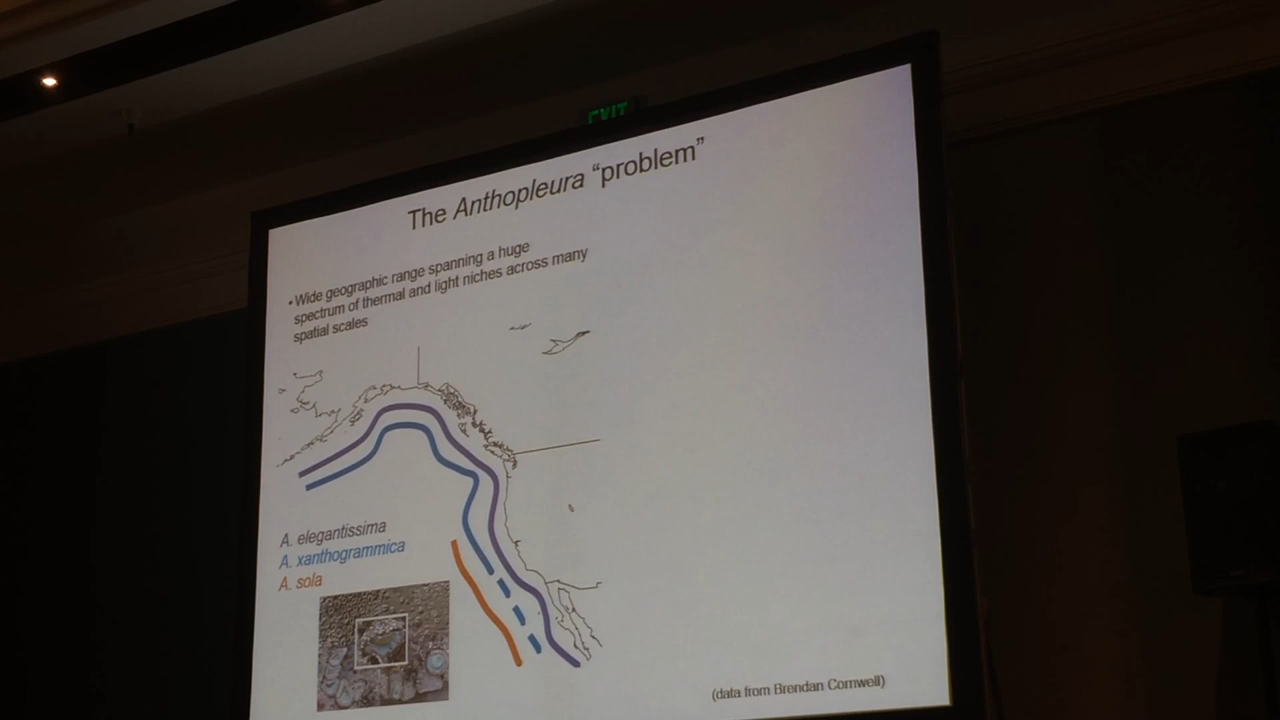 EXIT
The Anthopleura “problem”
• Wide geographic range spanning a huge
spectrum of thermal and light niches across many
spatial scales
A. elegantissima
A. xanthogrammica
A. sola
(data from Brendan Cornwell)